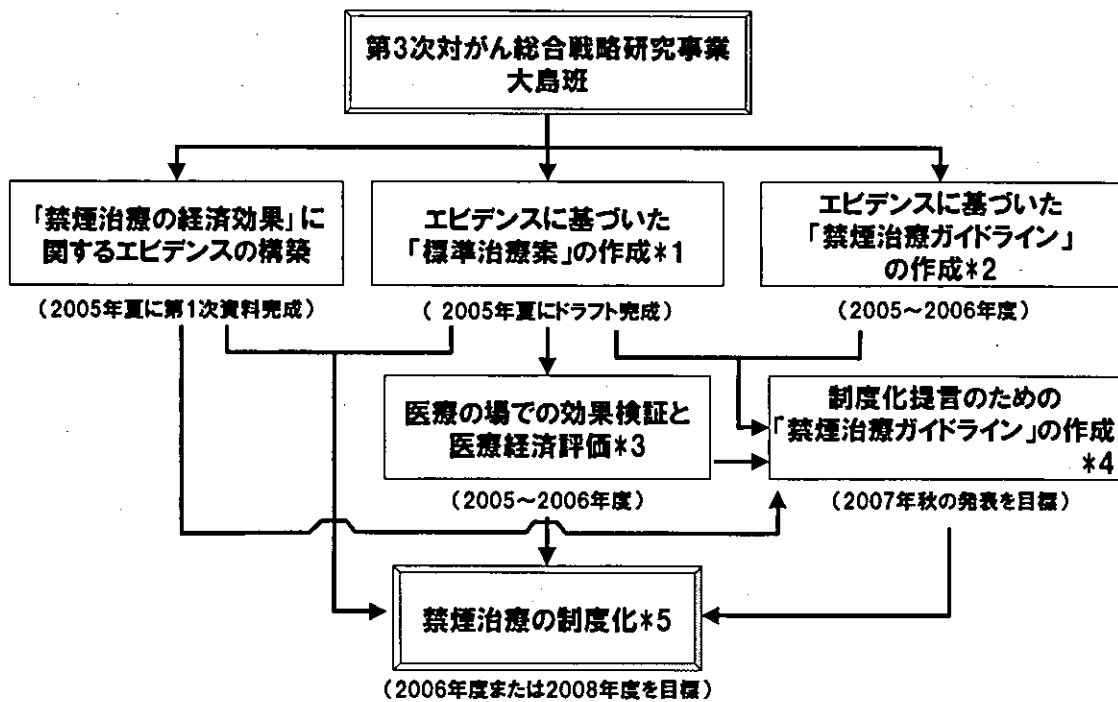 第3次対がん総合戦略研究事業
大島班
「禁煙治療の経済効果」に
関するエビデンスの構築
(2005年夏に第1次資料完成)
エビデンスに基づいた
「標準治療案」の作成*1
( 2005年夏にドラフト完成)
エビデンスに基づいた
「禁煙治療ガイドライン」
の作成*2
(2005～2006年度)
医療の場での効果検証と
医療経済評価*3
(2005～2006年度)
制度化提言のための
「禁煙治療ガイドライン」の作成
*4
(2007年秋の発表を目標)
禁煙治療の制度化*5
(2006年度または2008年度を目標)